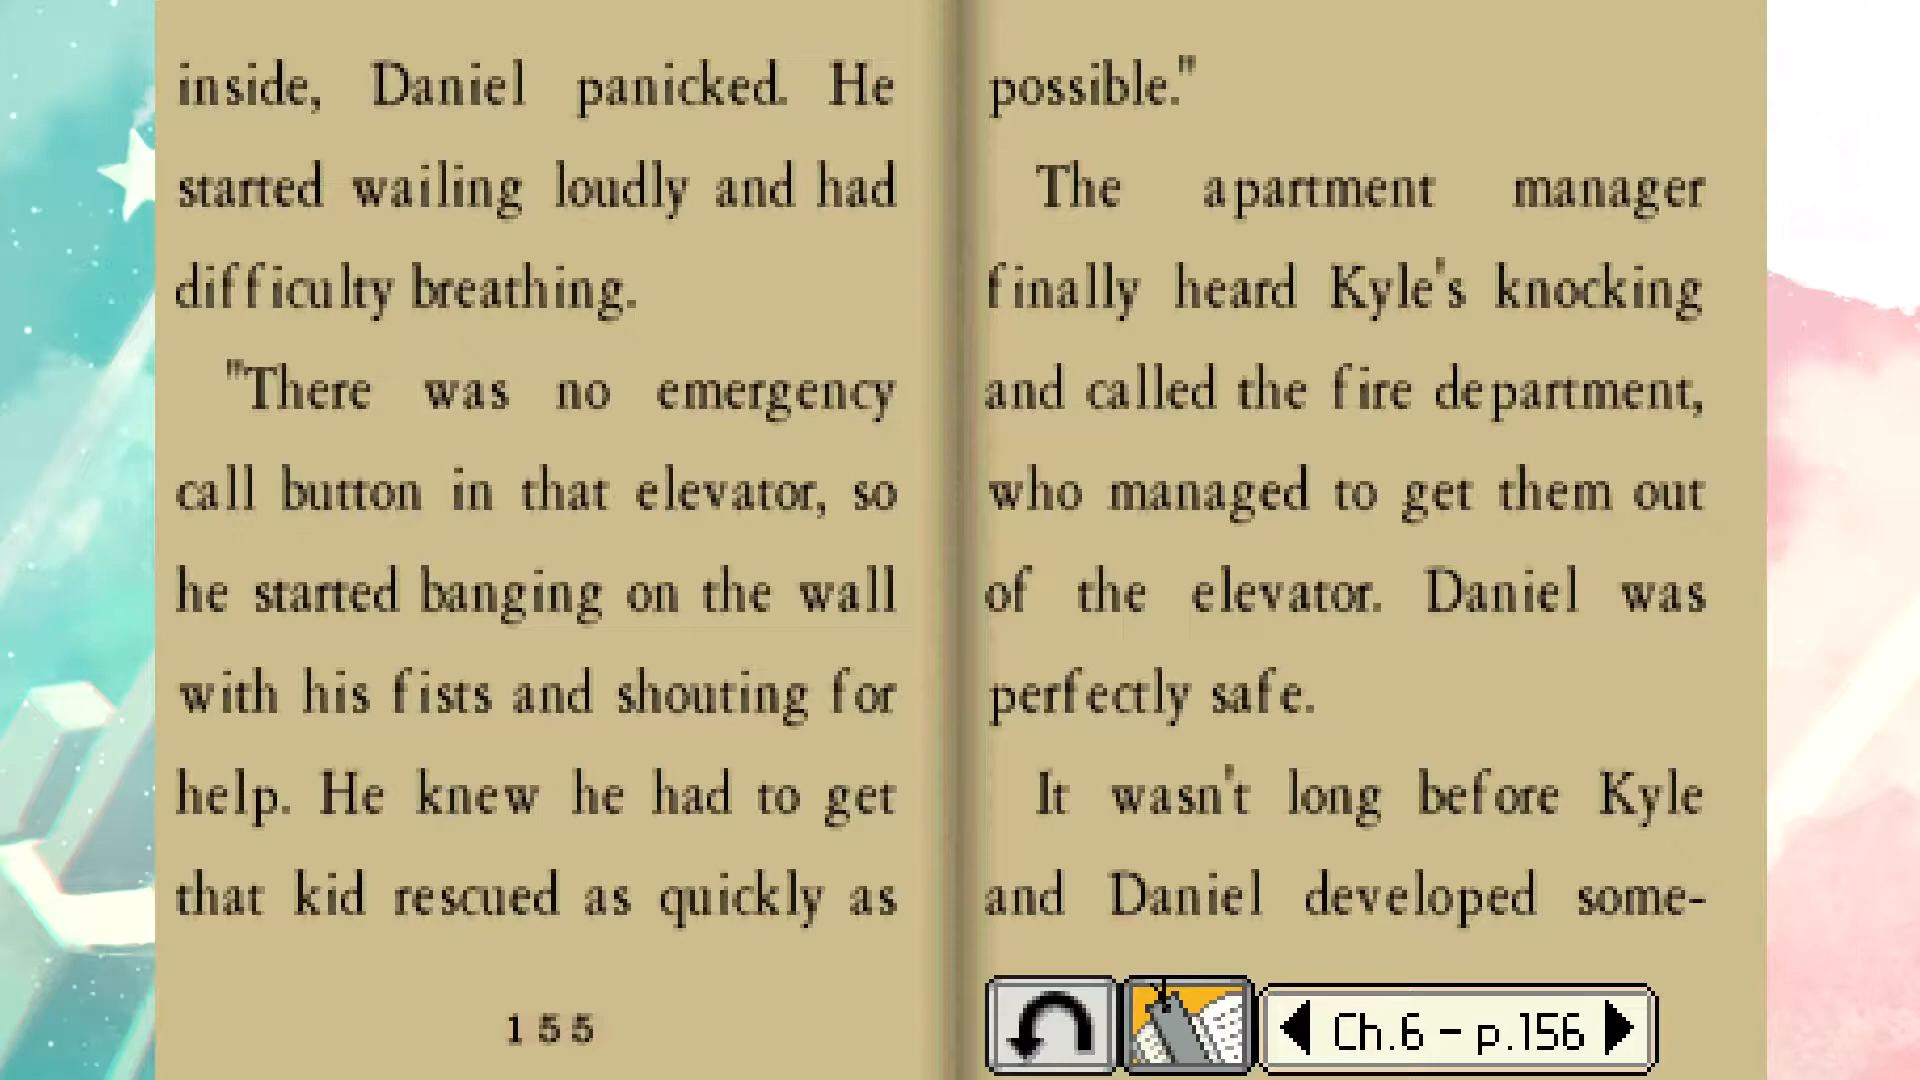 inside, Daniel panicked. He
started wailing loudly and had
difficulty breathing.
"There was no emergency
call button in that elevator, so
he started banging on the wall
with his fists and shouting for
help. He knew he had to get
that kid rescued as quickly as
155
possible."
The apartment manager
finally heard Kyle's knocking
and called the fire department,
who managed to get them out
of the elevator. Daniel was
perfectly safe.
It wasn't long before Kyle
and Daniel developed some-
Ch.6 - p.156